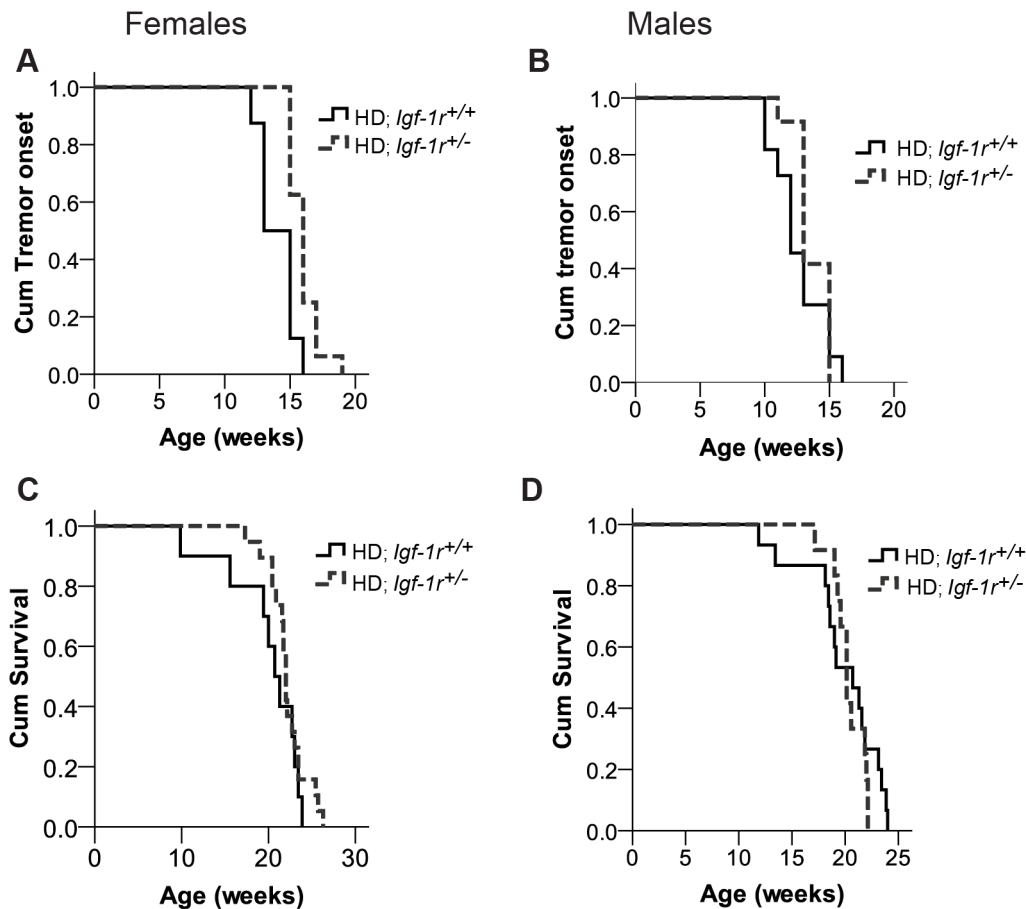 Females
Males
A
B
1.0
0.8
0.6
0.4
0.2
0.0
Cum Tremor onset
HD; Igf-1r+/+
HD; Igf-1r+/-
0 5 10 15 20
Age (weeks)
1.0
0.8
0.6
0.4
0.2
0.0
Cum tremor onset
HD; Igf-1r+/+
HD; Igf-1r+/-
0 5 10 15 20
Age (weeks)
C
D
1.0
0.8
0.6
0.4
0.2
0.0
Cum Survival
HD; Igf-1r+/+
HD; Igf-1r+/-
0 10 20 30
Age (weeks)
1.0
0.8
0.6
0.4
0.2
0.0
Cum Survival
HD; Igf-1r+/+
HD; Igf-1r+/-
0 5 10 15 20 25
Age (weeks)